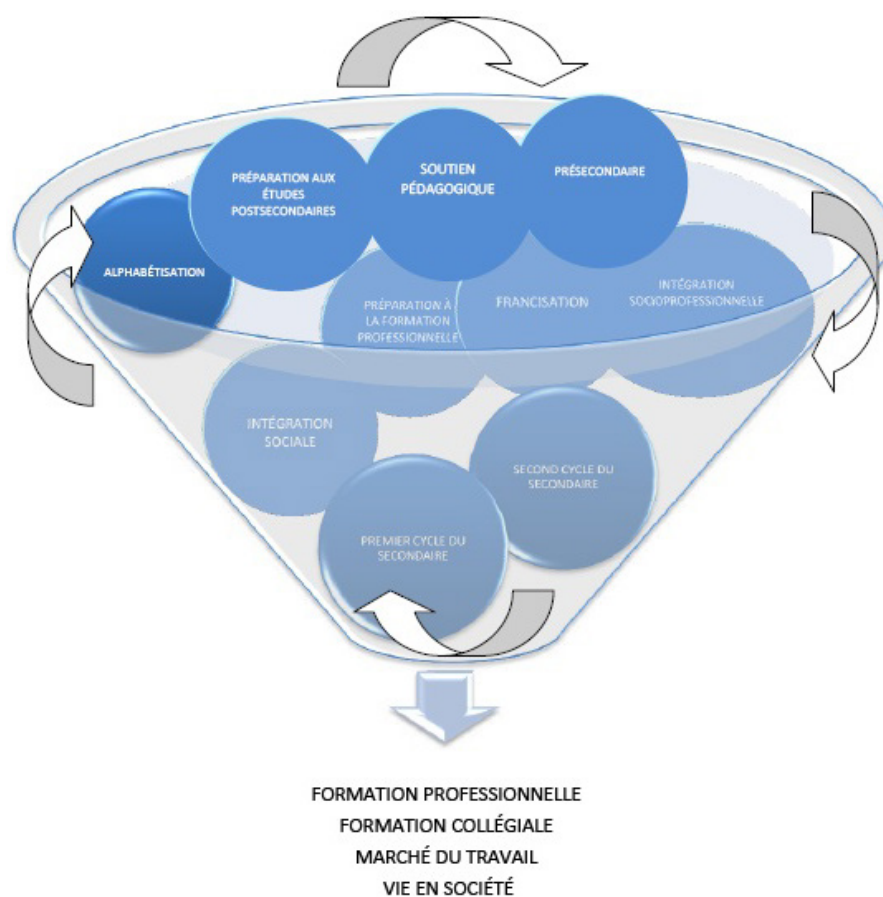 PRÉPARATION AUX
ÉTUDES
POSTSECONDAIRES
SOUTIEN
PÉDAGOGIQUE
PRÉSECONDAIRE
ALPHABÉTISATION
PRÉPARATION À
LA FORMATION
PROFESSIONNELLE
FRANCISATION
INTÉGRATION
SOCIOPROFESSIONNELLE
INTÉGRATION
SOCIALE
SECOND CYCLE DU
SECONDAIRE
PREMIER CYCLE DU
SECONDAIRE
FORMATION PROFESSIONNELLE
FORMATION COLLÉGIALE
MARCHÉ DU TRAVAIL
VIE EN SOCIÉTÉ